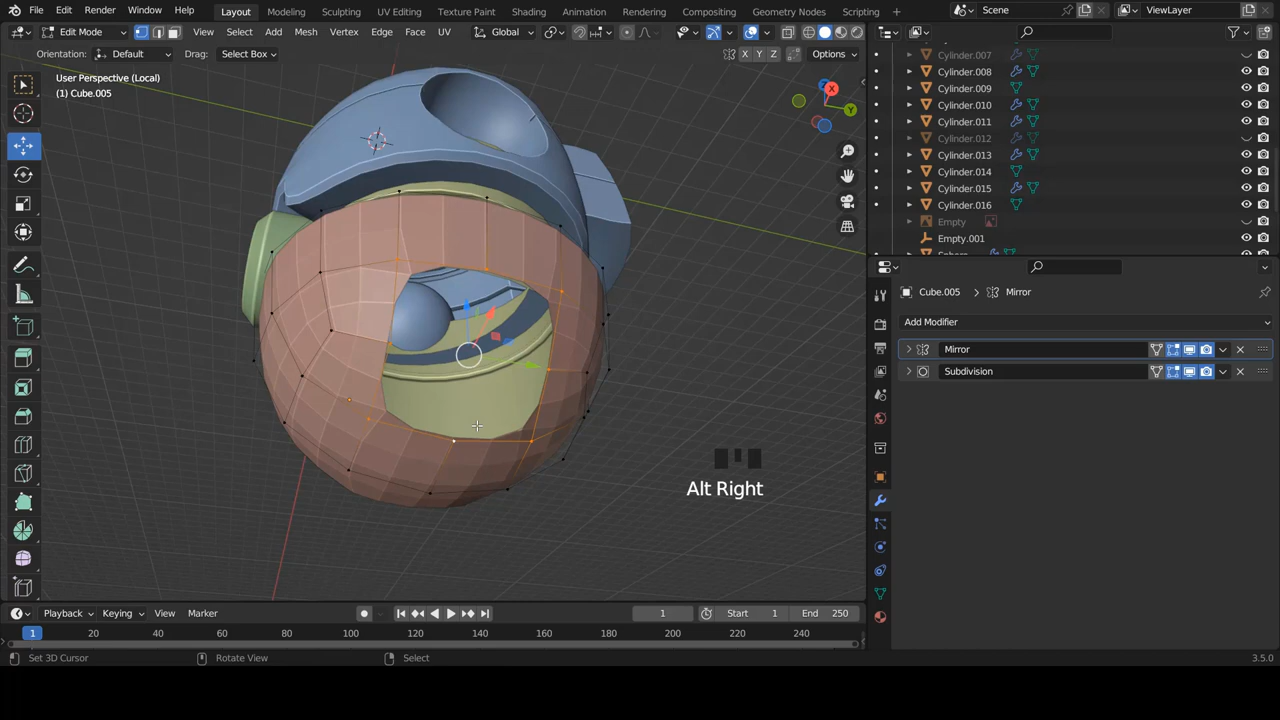 File Edit Render Window Help Layout Modeling Sculpting UV Editing Texture Paint Shading Animation Rendering Compositing Geometry Nodes Scripting Scene ViewLayer
Edit Mode View Select Add Mesh Vertex Edge Face UV Global
Orientation: Default Drag: Select Box X Y Z Options
User Perspective (Local)
(1) Cube.005
X
Y
Z
Alt Right
Cylinder.007
Cylinder.008
Cylinder.009
Cylinder.010
Cylinder.011
Cylinder.012
Cylinder.013
Cylinder.014
Cylinder.015
Cylinder.016
Empty
Empty.001
Cube.005 > Mirror
Add Modifier
Mirror
Subdivision
Playback Keying View Marker 1 Start 1 End 250
1 20 40 60 80 100 120 140 160 180 200 220 240
Set 3D Cursor Rotate View Select 3.5.0